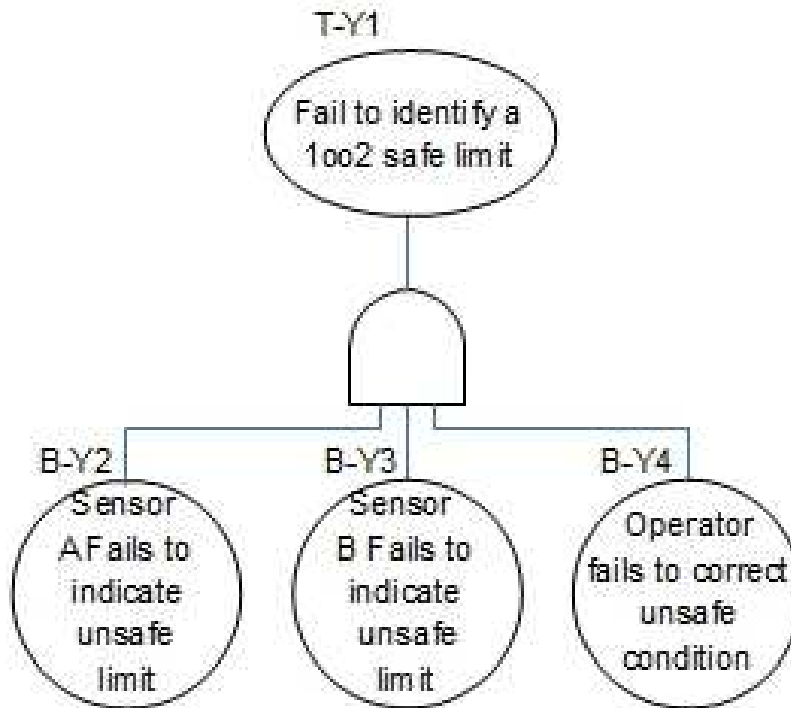 T-Y1
Fail to identify a
1oo2 safe limit
B-Y2
Sensor
A Fails to
indicate
unsafe
limit
B-Y3
Sensor
B Fails to
indicate
unsafe
limit
B-Y4
Operator
fails to correct
unsafe
condition